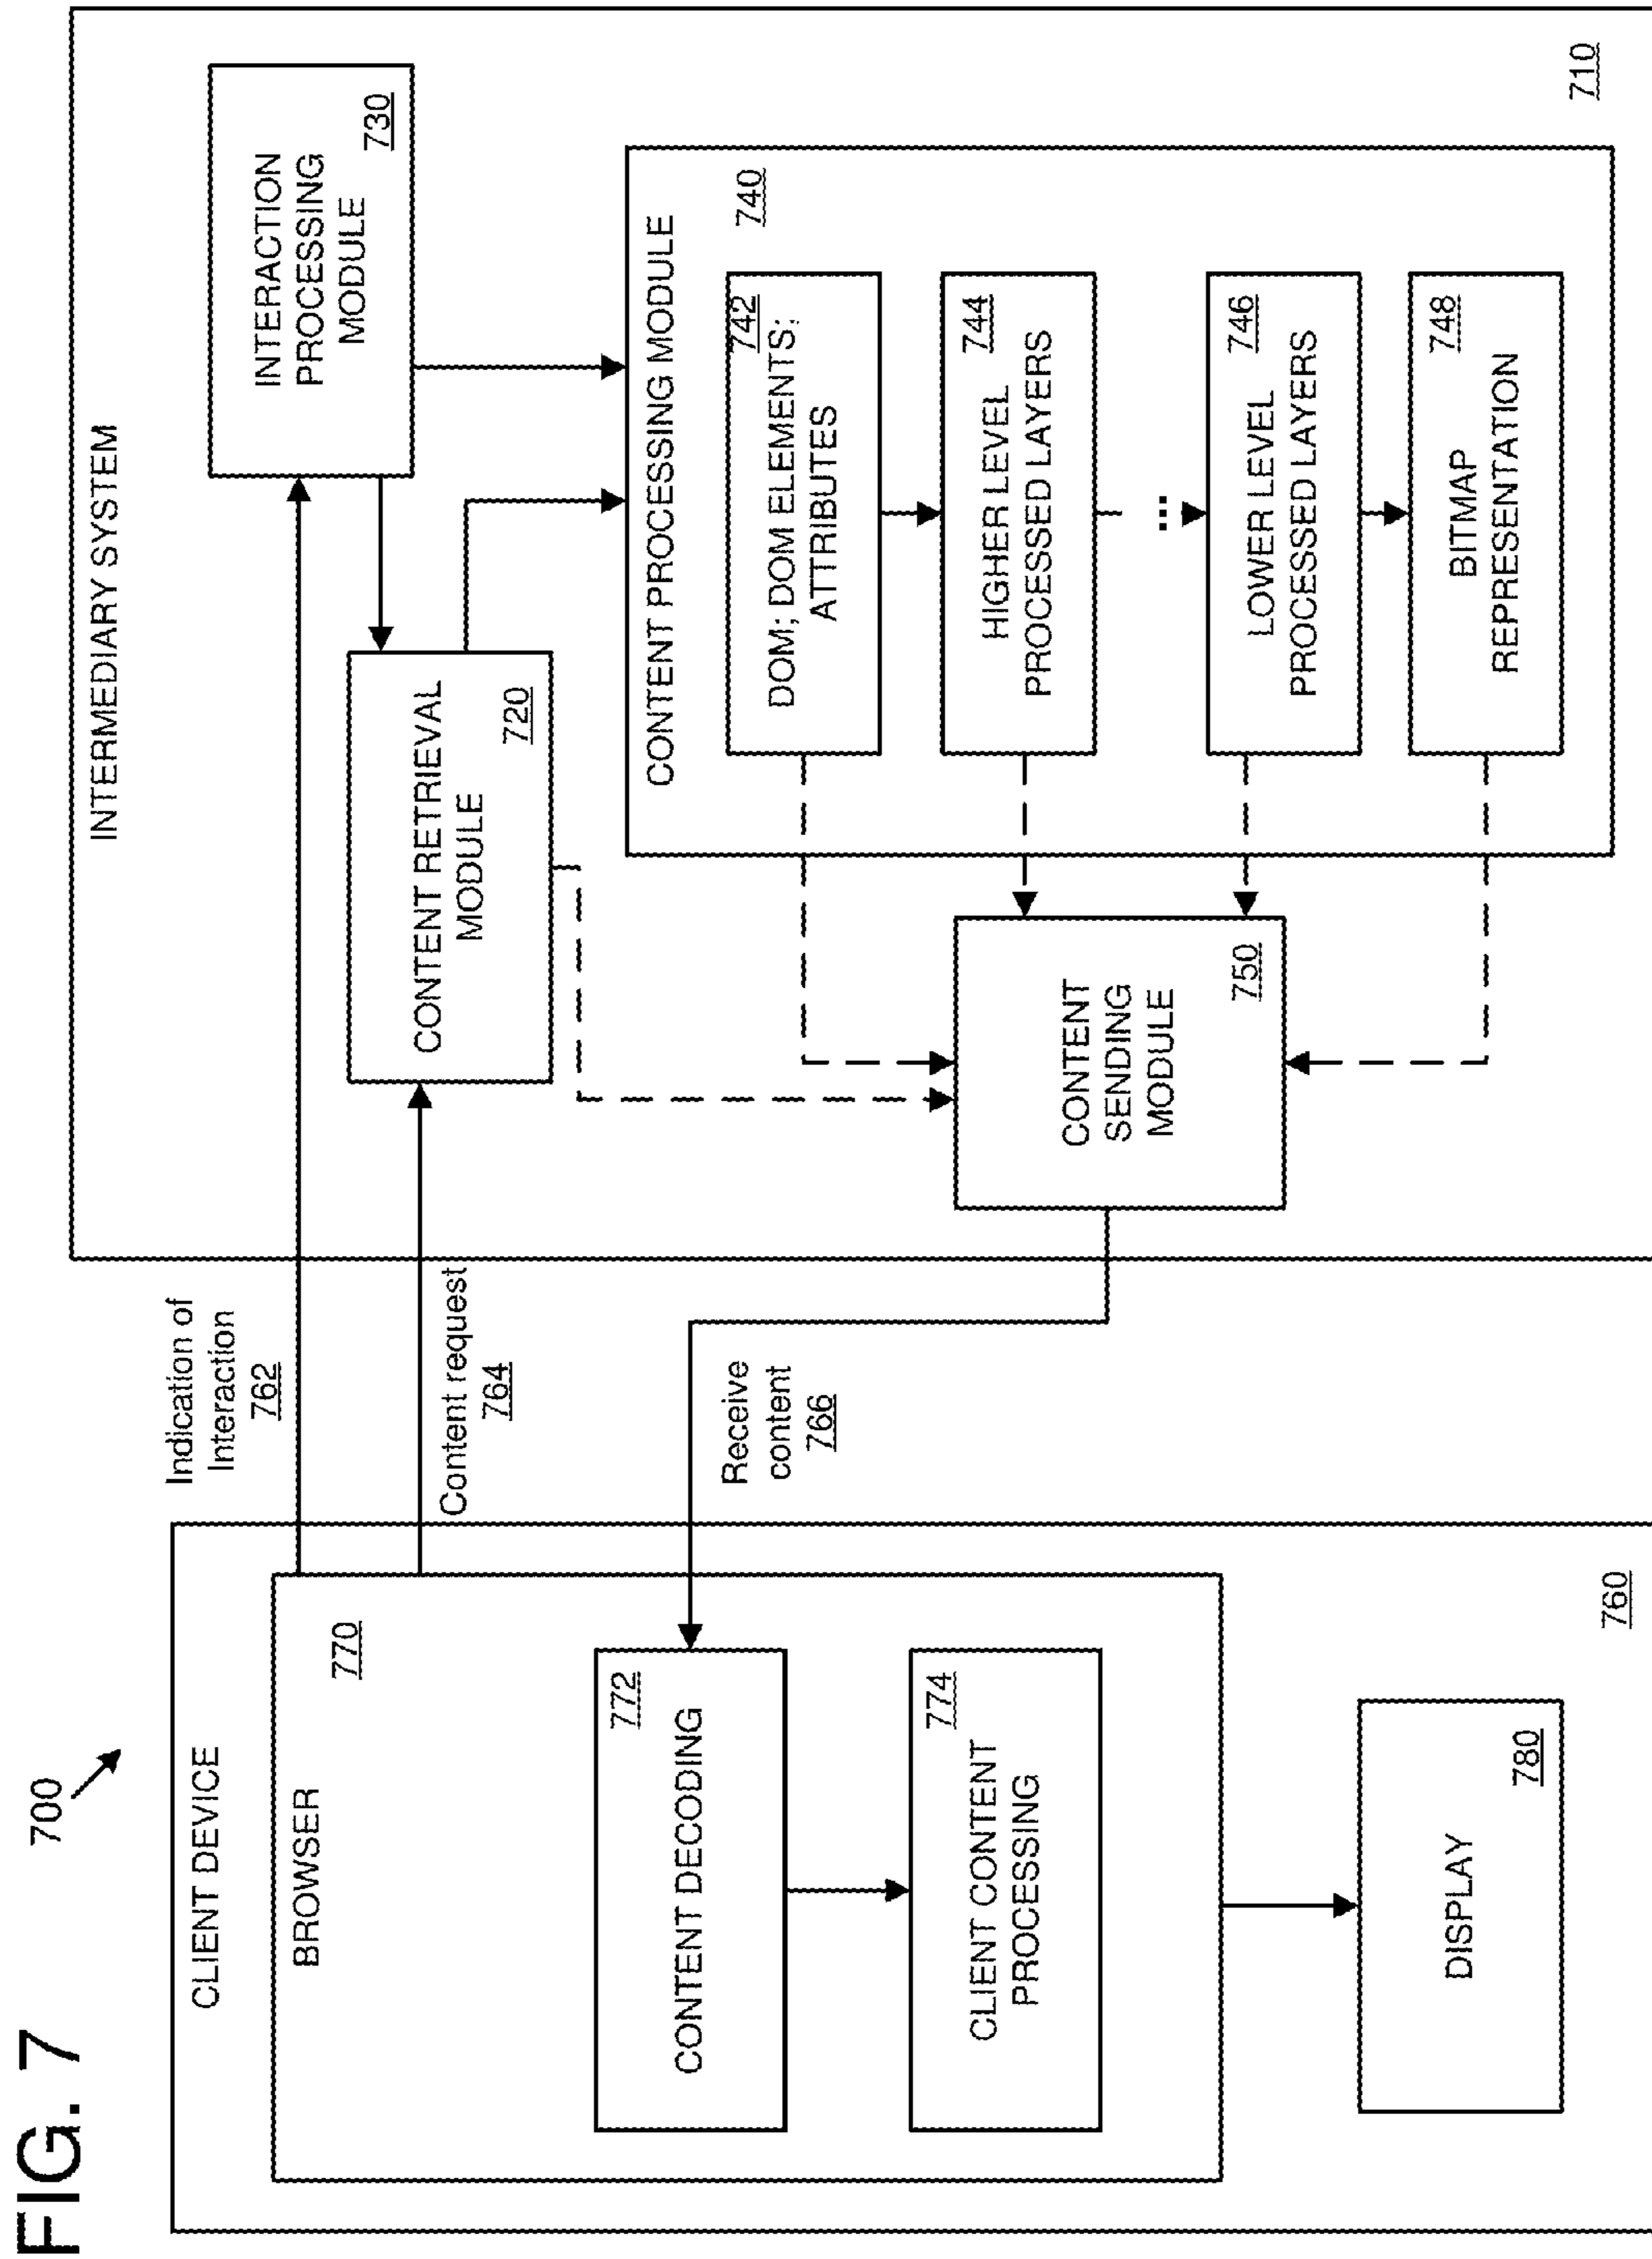 FIG. 7
700
CLIENT DEVICE
BROWSER
770
772
CONTENT DECODING
774
CLIENT CONTENT
PROCESSING
780
DISPLAY
760
Indication of
Interaction
762
Content request
764
Receive
content
766
INTERMEDIARY SYSTEM
INTERACTION
PROCESSING
MODULE
730
CONTENT RETRIEVAL
MODULE
720
CONTENT PROCESSING MODULE
740
742
DOM; DOM ELEMENTS;
ATTRIBUTES
744
HIGHER LEVEL
PROCESSED LAYERS
...
746
LOWER LEVEL
PROCESSED LAYERS
748
BITMAP
REPRESENTATION
CONTENT
SENDING
MODULE
750
710